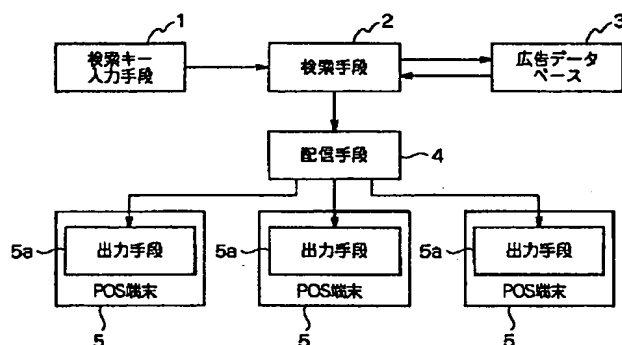 1
2
3
検索キー
入力手段
検索手段
広告データ
ベース
配信手段
4
5a
出力手段
POS端末
5
5a
出力手段
POS端末
5
5a
出力手段
POS端末
5